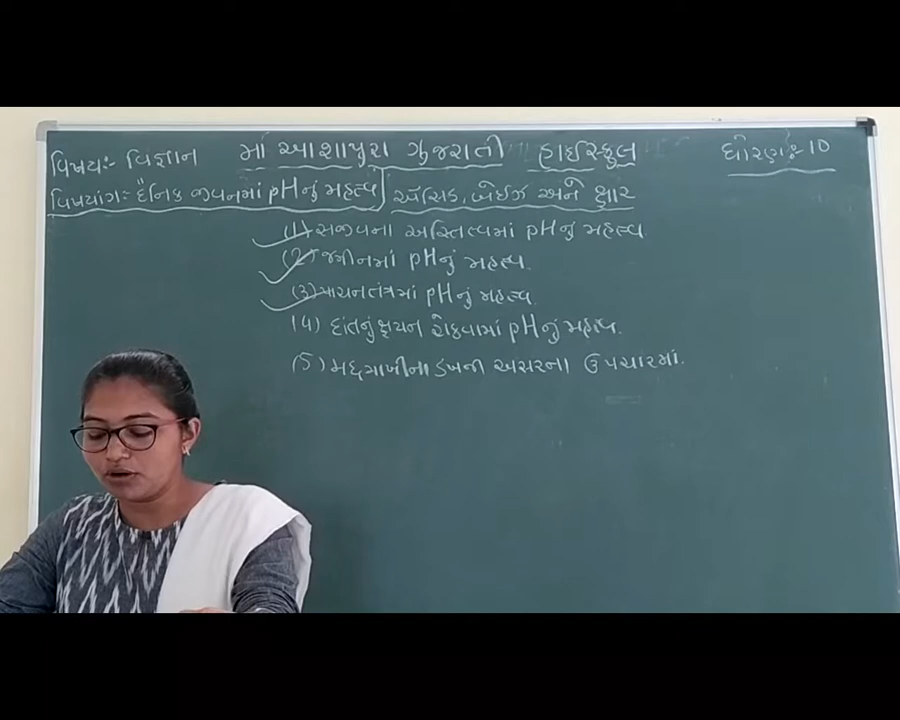 વિષય:- વિજ્ઞાન માઁ આશાપુરા ગુજરાતી હાઈસ્કુલ ધોરણ:- 10
વિષયાંગ:- દૈનિક જીવનમાં pHનું મહત્વ ઍસિડ, બેઈઝ અને ક્ષાર
(1) સજીવના અસ્તિત્વમાં pHનું મહત્વ
(2) જમીનમાં pHનું મહત્વ.
(3) પાચનતંત્રમાં pHનું મહત્વ
(4) દાંતનું ક્ષયન રોકવામાં pHનું મહત્વ.
(5) મધમાખીના ડંખની અસરના ઉપચારમાં.